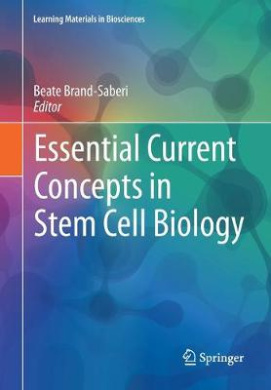 Learning Materials in Biosciences
Beate Brand-Saberi
Editor
Essential Current
Concepts in
Stem Cell Biology
Springer